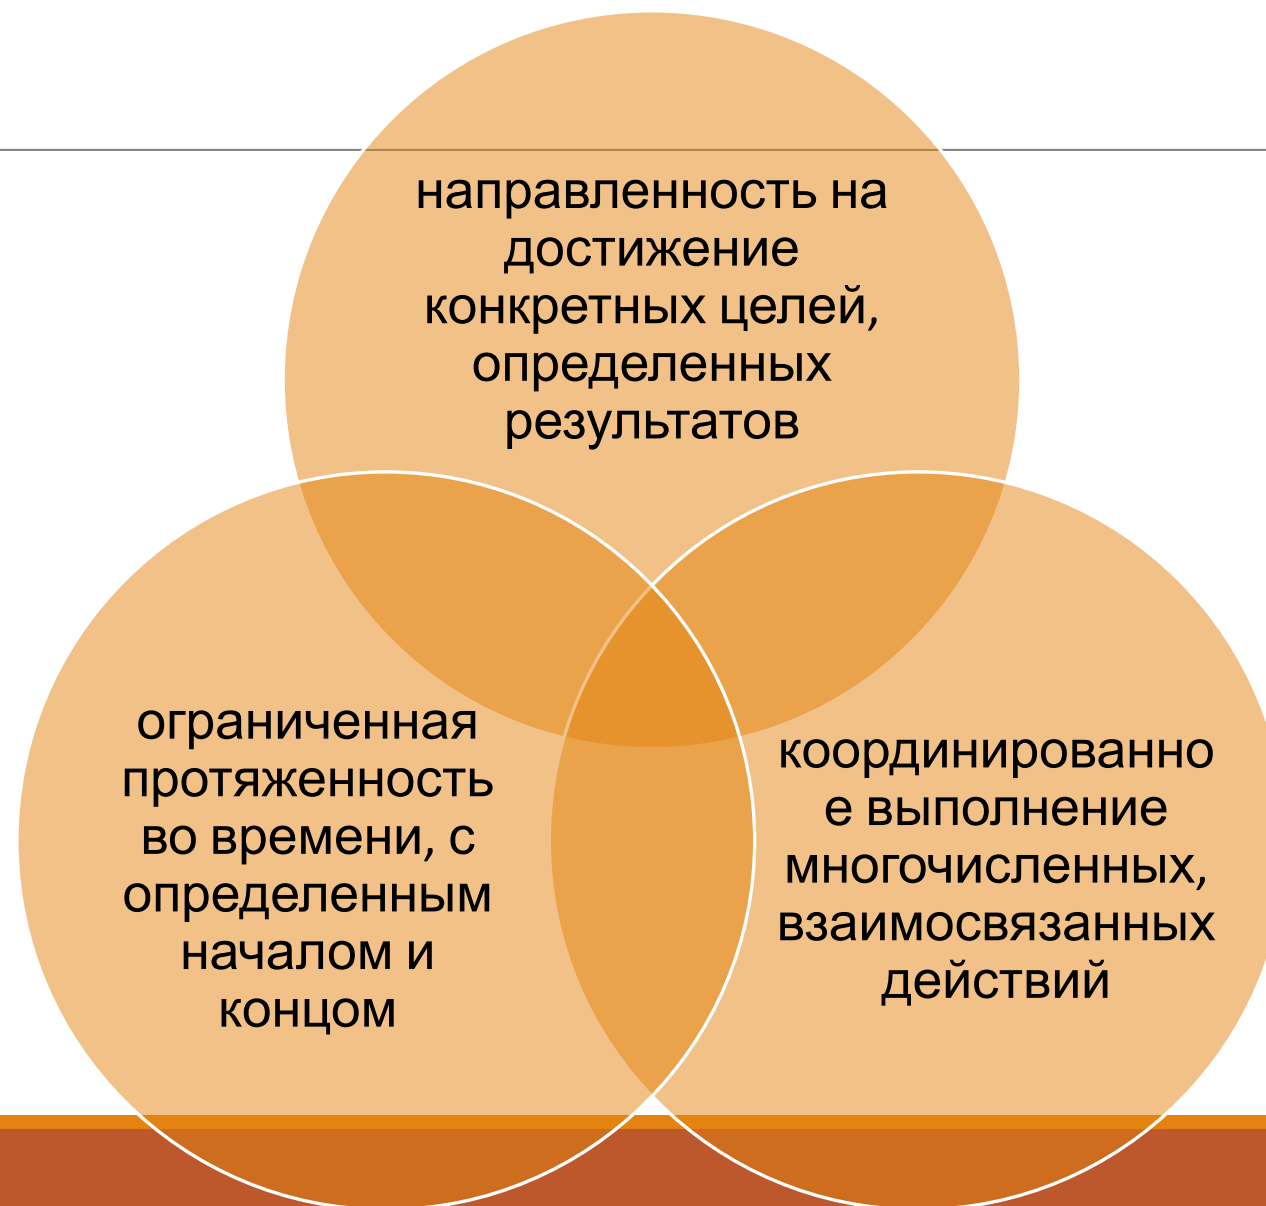 направленность на
достижение
конкретных целей,
определенных
результатов
ограниченная
протяженность
во времени, с
определенным
началом и
концом
координированно
е выполнение
многочисленных,
взаимосвязанных
действий